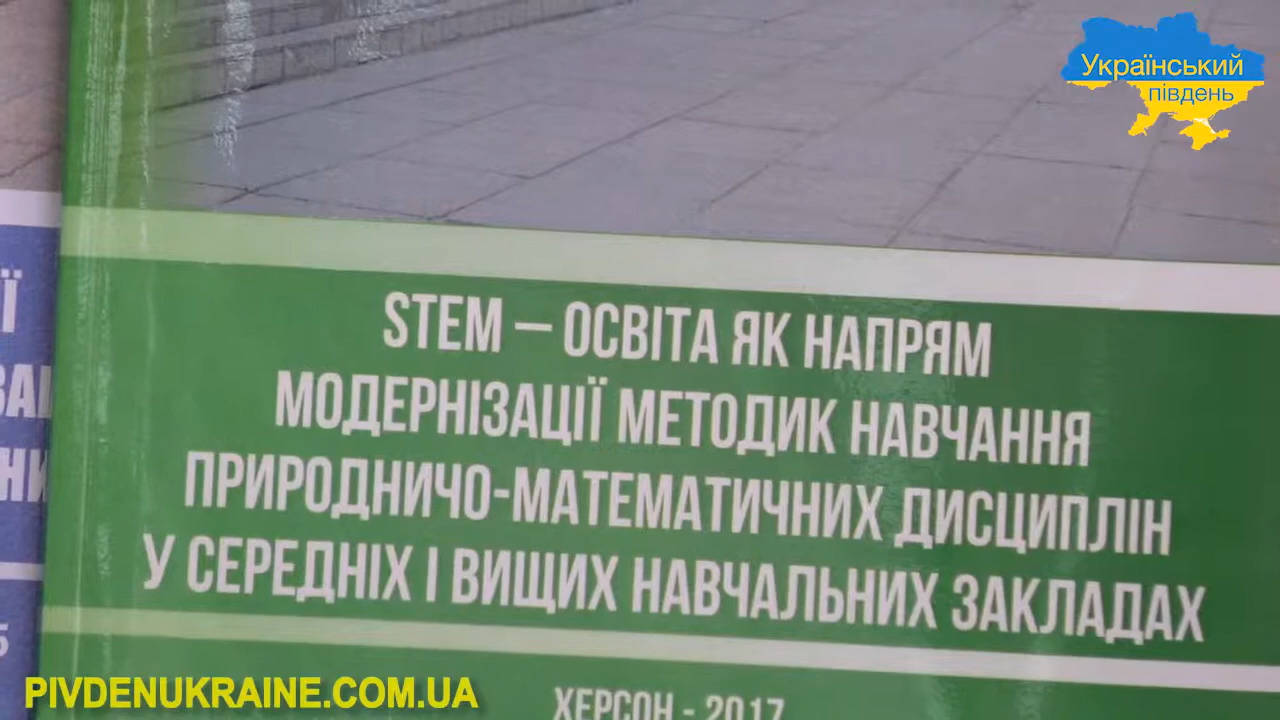 Український
південь
STEM – ОСВІТА ЯК НАПРЯМ
МОДЕРНІЗАЦІЇ МЕТОДИК НАВЧАННЯ
ПРИРОДНИЧО-МАТЕМАТИЧНИХ ДИСЦИПЛІН
У СЕРЕДНІХ І ВИЩИХ НАВЧАЛЬНИХ ЗАКЛАДАХ
ХЕРСОН - 2017
PIVDENUKRAINE.COM.UA